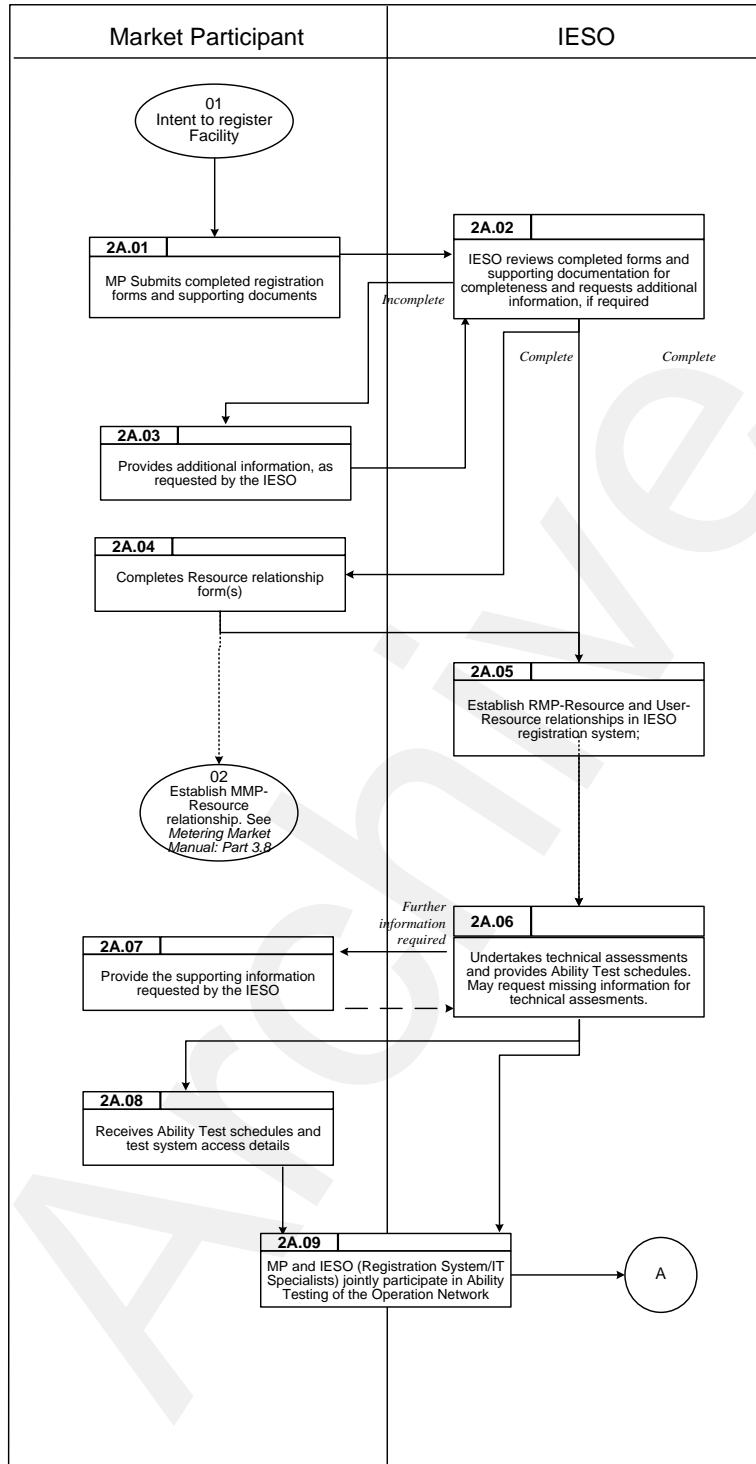 Market Participant
IESO
01
Intent to register
Facility
2A.01
MP Submits completed registration
forms and supporting documents
2A.02
IESO reviews completed forms and
supporting documentation for
completeness and requests additional
information, if required
Incomplete
Complete
Complete
2A.03
Provides additional information, as
requested by the IESO
2A.04
Completes Resource relationship
form(s)
2A.05
Establish RMP-Resource and User-
Resource relationships in IESO
registration system;
02
Establish MMP-
Resource
relationship. See
Metering Market
Manual: Part 3.8
Further
information
required
2A.06
Undertakes technical assessments
and provides Ability Test schedules.
May request missing information for
technical assesments.
2A.07
Provide the supporting information
requested by the IESO
2A.08
Receives Ability Test schedules and
test system access details
2A.09
MP and IESO (Registration System/IT
Specialists) jointly participate in Ability
Testing of the Operation Network
A
Archive